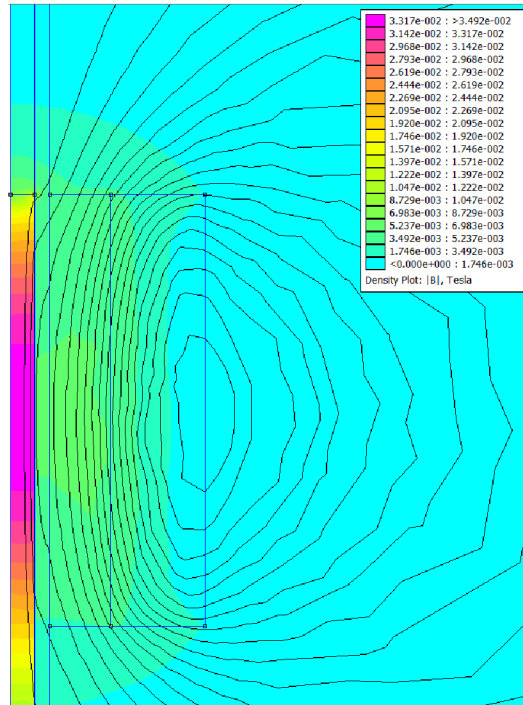 3.317e-002 : >3.492e-002
3.142e-002 : 3.317e-002
2.968e-002 : 3.142e-002
2.793e-002 : 2.968e-002
2.619e-002 : 2.793e-002
2.444e-002 : 2.619e-002
2.269e-002 : 2.444e-002
2.095e-002 : 2.269e-002
1.920e-002 : 2.095e-002
1.746e-002 : 1.920e-002
1.571e-002 : 1.746e-002
1.397e-002 : 1.571e-002
1.222e-002 : 1.397e-002
1.047e-002 : 1.222e-002
8.729e-003 : 1.047e-002
6.983e-003 : 8.729e-003
5.237e-003 : 6.983e-003
3.492e-003 : 5.237e-003
1.746e-003 : 3.492e-003
<0.000e+000 : 1.746e-003
Density Plot: |B|, Tesla